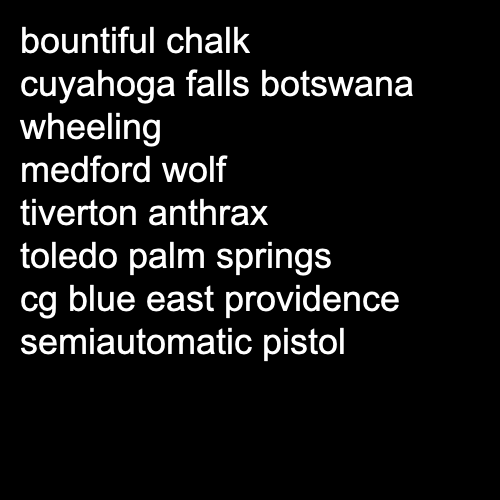 bountiful chalk
cuyahoga falls botswana
wheeling
medford wolf
tiverton anthrax
toledo palm springs
cg blue east providence
semiautomatic pistol